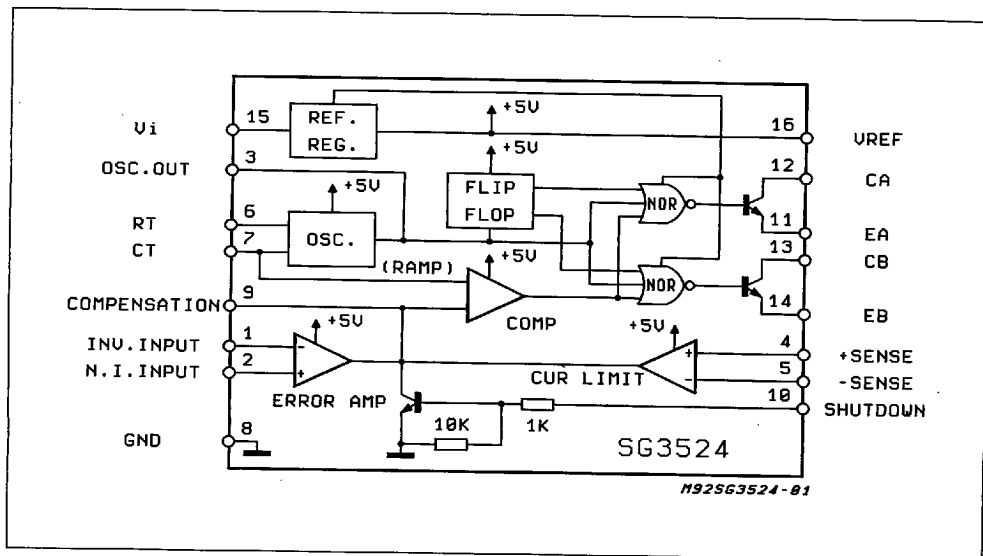 Vi
15
REF.
REG.
+5V
16
VREF
OSC.OUT
3
+5V
FLIP
FLOP
NOR
12
CA
RT
6
OSC.
11
EA
CT
7
(RAMP)
+5V
NOR
13
CB
COMPENSATION
9
COMP
14
EB
INV.INPUT
1
-
+5V
+5V
+
4
+SENSE
N.I.INPUT
2
+
CUR LIMIT
-
5
-SENSE
ERROR AMP
10K
1K
10
SHUTDOWN
GND
8
SG3524
M92SG3524-01